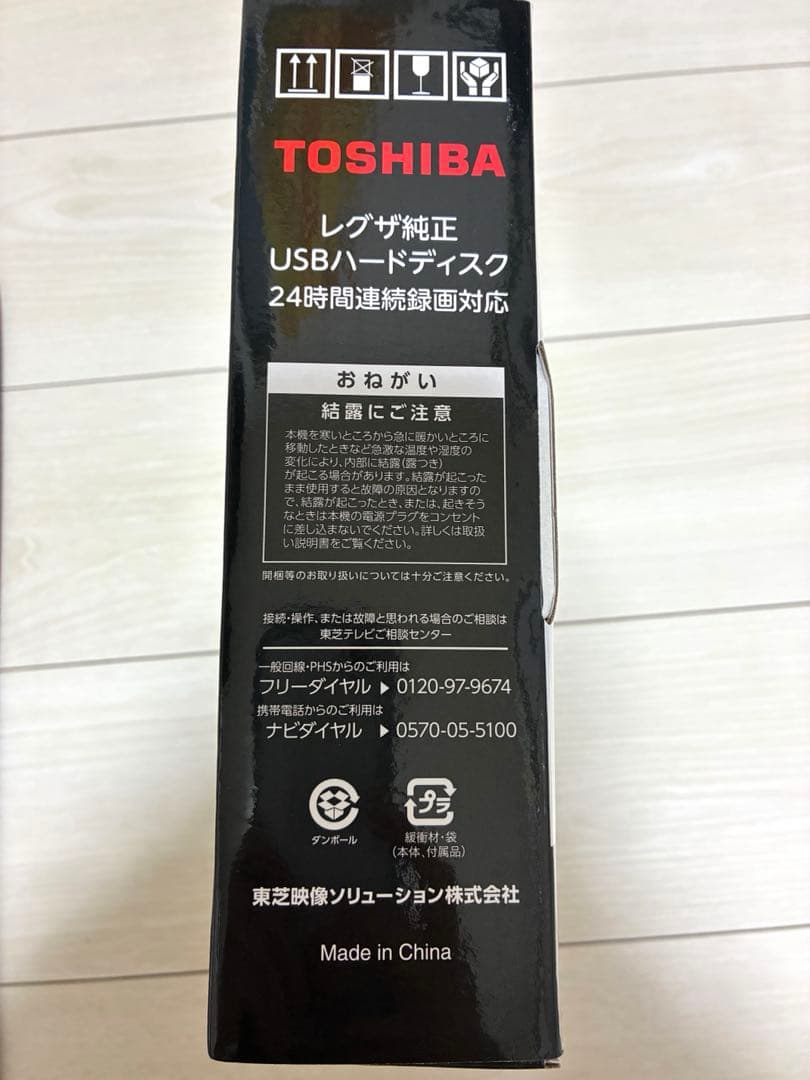 TOSHIBA
レグザ純正
USBハードディスク
24時間連続録画対応
おねがい
結露にご注意
本機を寒いところから急に暖かいところに
移動したときなど急激な温度や湿度の
変化により、内部に結露(露つき)
が起こる場合があります。結露が起こった
まま使用すると故障の原因となりますの
で、結露が起こったとき、または、起きそう
なときは本機の電源プラグをコンセント
に差し込まないでください。詳しくは取扱
い説明書をご覧ください。
開梱等のお取り扱いについては十分ご注意ください。
接続・操作、または故障と思われる場合のご相談は
東芝テレビご相談センター
一般回線・PHSからのご利用は
フリーダイヤル ▶ 0120-97-9674
携帯電話からのご利用は
ナビダイヤル ▶ 0570-05-5100
プラ
ダンボール
緩衝材・袋
(本体、付属品)
東芝映像ソリューション株式会社
Made in China